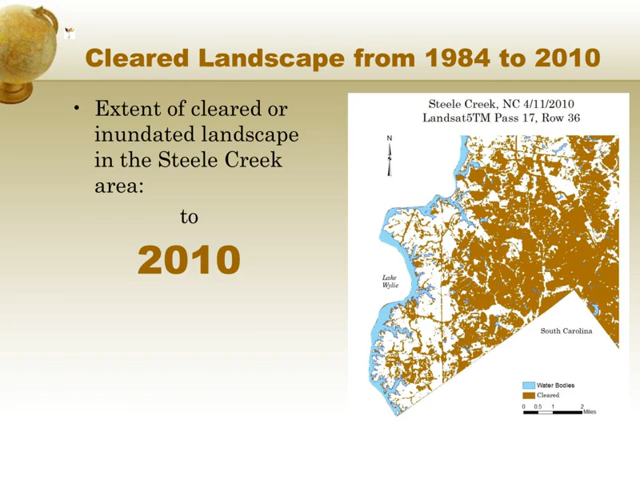 Cleared Landscape from 1984 to 2010
• Extent of cleared or
inundated landscape
in the Steele Creek
area:
to
2010
Steele Creek, NC 4/11/2010
Landsat5TM Pass 17, Row 36
N
Lake
Wylie
South Carolina
Water Bodies
Cleared
0 0.5 1 2
Miles